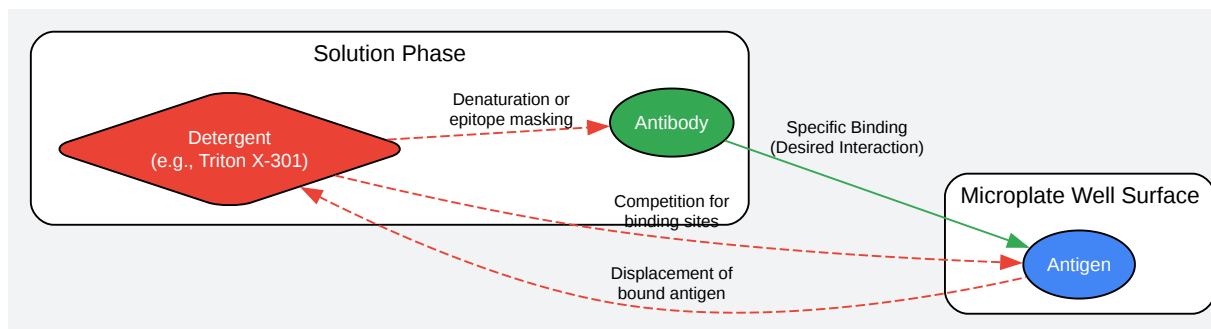 Solution Phase
Detergent
(e.g., Triton X-301)
Denaturation or
epitope masking
Antibody
Specific Binding
(Desired Interaction)
Microplate Well Surface
Competition for
binding sites
Antigen
Displacement of
bound antigen